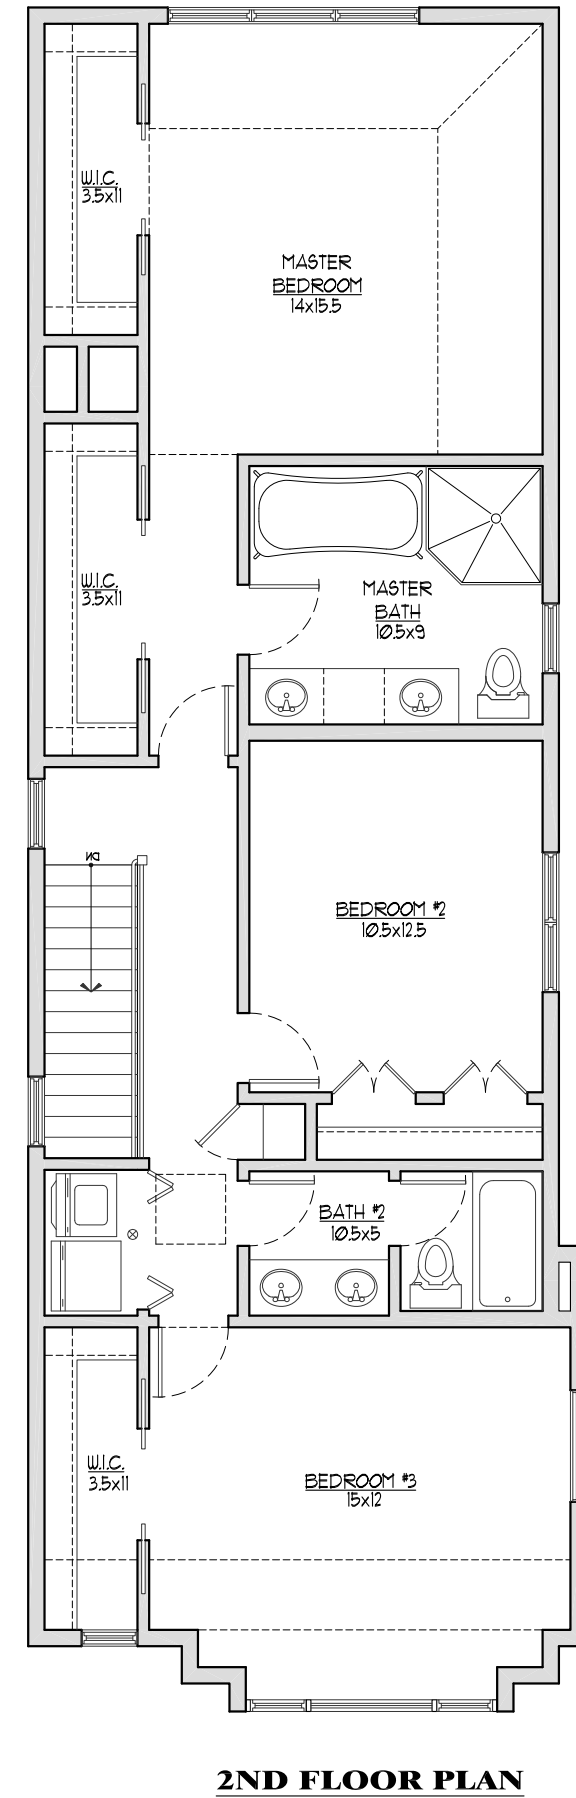 W.I.C.
3.5x11
MASTER
BEDROOM
14x15.5
W.I.C.
3.5x11
MASTER
BATH
10.5x9
DN
BEDROOM #2
10.5x12.5
BATH #2
10.5x5
W.I.C.
3.5x11
BEDROOM #3
15x12
2ND FLOOR PLAN